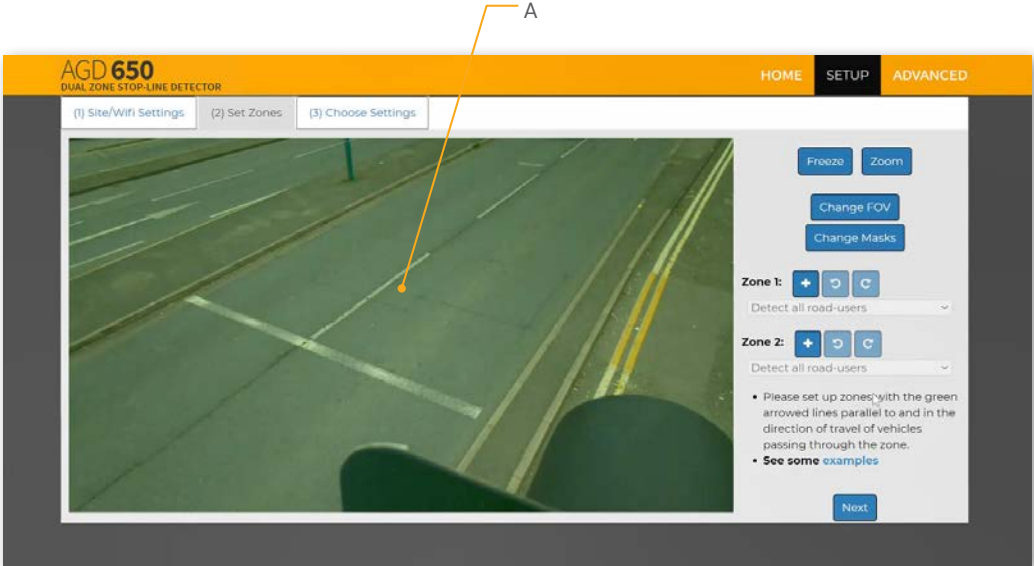 A
AGD 650
DUAL ZONE STOP-LINE DETECTOR
HOME SETUP ADVANCED
(1) Site/Wifi Settings (2) Set Zones (3) Choose Settings
Freeze Zoom
Change FOV
Change Masks
Zone 1:
Detect all road-users
Zone 2:
Detect all road-users
• Please set up zones with the green
arrowed lines parallel to and in the
direction of travel of vehicles
passing through the zone.
• See some examples
Next